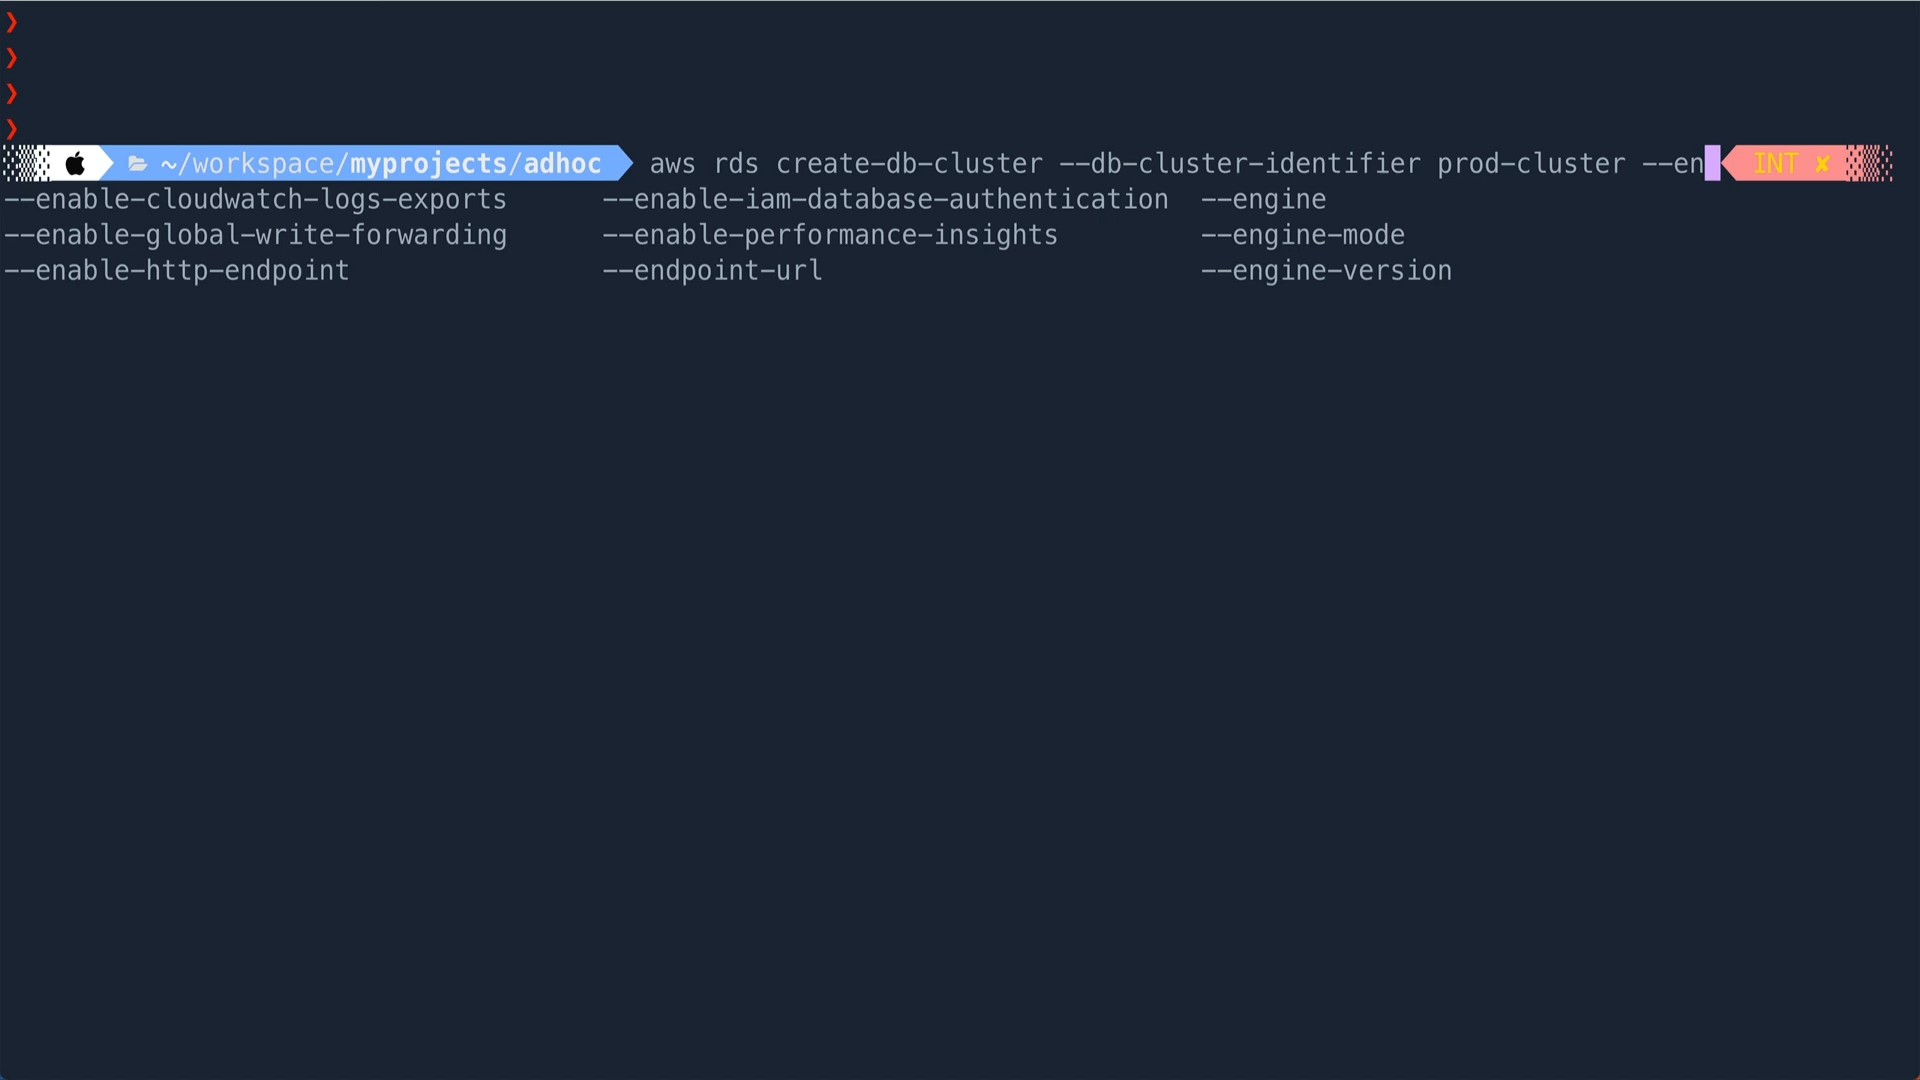 ❯
❯
❯
❯
~/workspace/myprojects/adhoc aws rds create-db-cluster --db-cluster-identifier prod-cluster --en INT ✘
--enable-cloudwatch-logs-exports --enable-iam-database-authentication --engine
--enable-global-write-forwarding --enable-performance-insights --engine-mode
--enable-http-endpoint --endpoint-url --engine-version